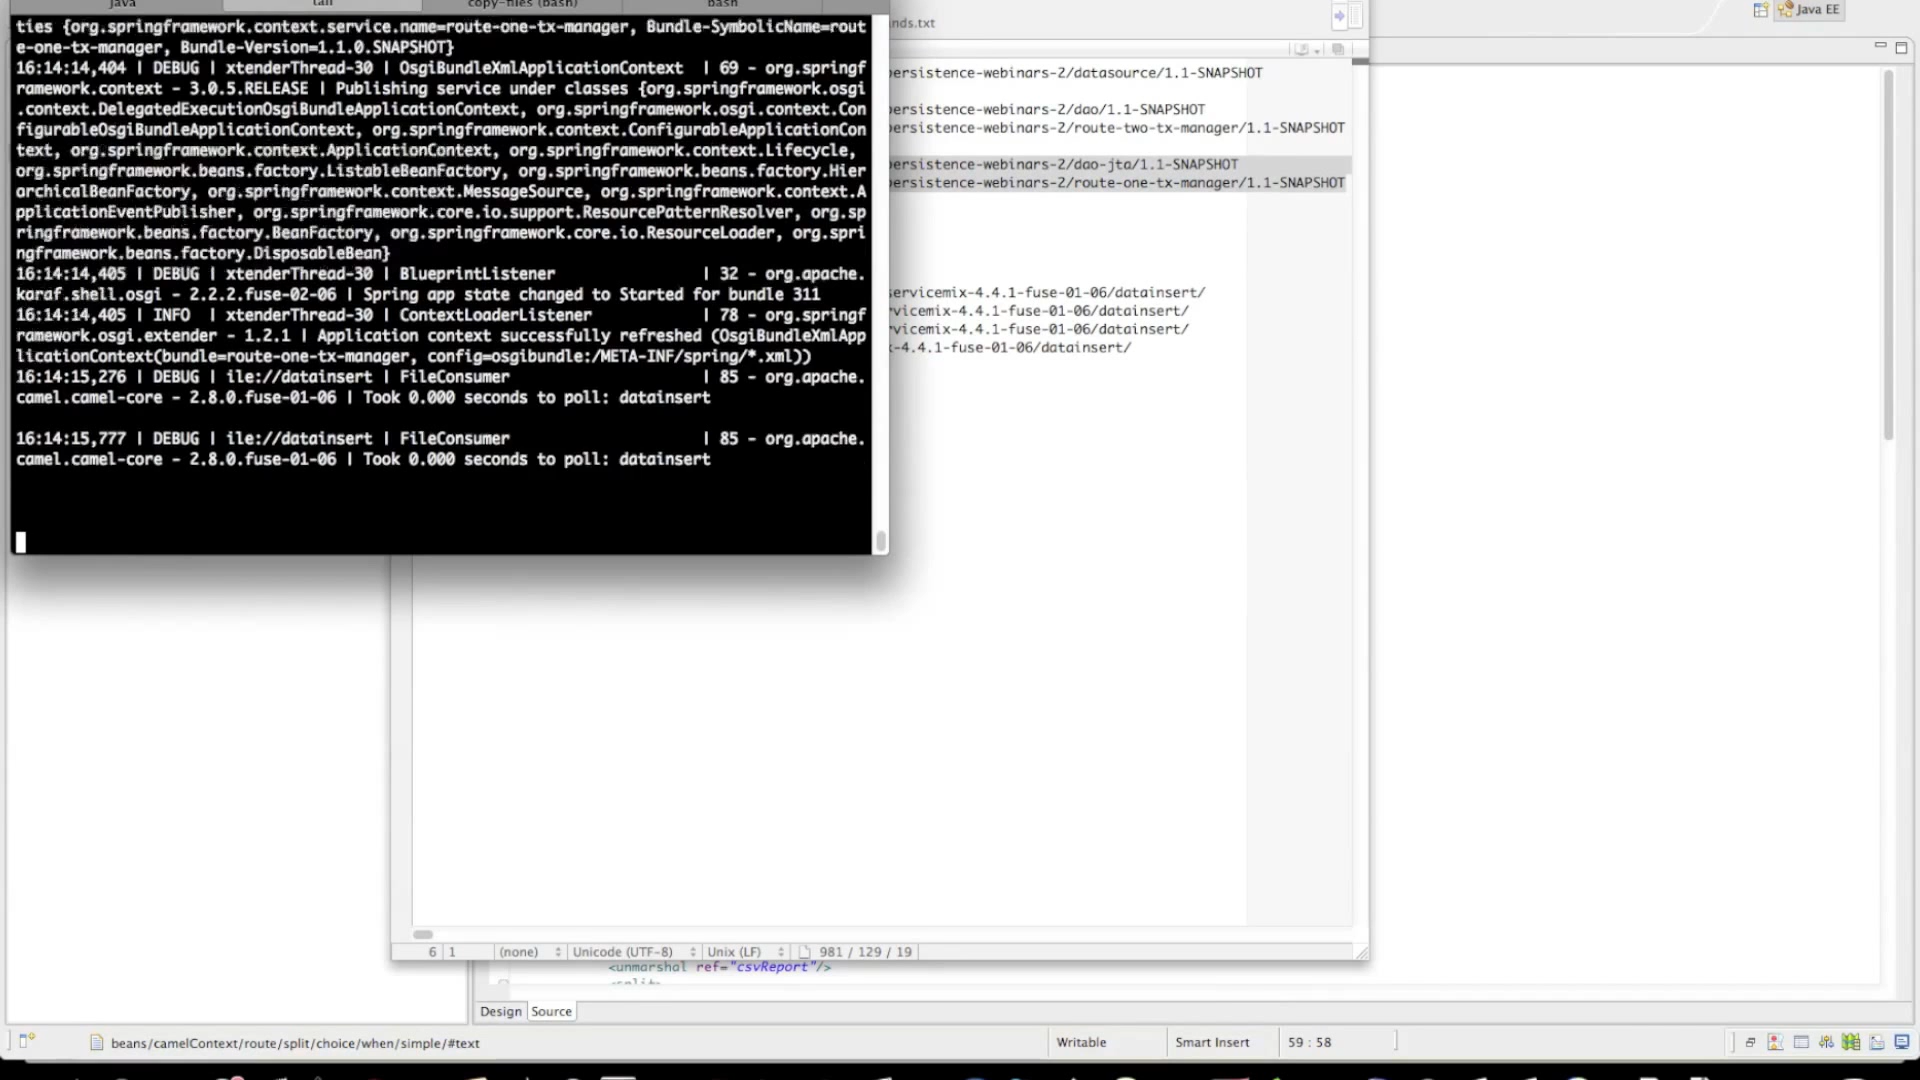 java
tail
copy-files (bash)
bash
ties {org.springframework.context.service.name=route-one-tx-manager, Bundle-SymbolicName=rout
e-one-tx-manager, Bundle-Version=1.1.0.SNAPSHOT}
16:14:14,404 | DEBUG | xtenderThread-30 | OsgiBundleXmlApplicationContext | 69 - org.springf
ramework.context - 3.0.5.RELEASE | Publishing service under classes {org.springframework.osgi
.context.DelegatedExecutionOsgiBundleApplicationContext, org.springframework.osgi.context.Con
figurableOsgiBundleApplicationContext, org.springframework.context.ConfigurableApplicationCon
text, org.springframework.context.ApplicationContext, org.springframework.context.Lifecycle,
org.springframework.beans.factory.ListableBeanFactory, org.springframework.beans.factory.Hier
archicalBeanFactory, org.springframework.context.MessageSource, org.springframework.context.A
pplicationEventPublisher, org.springframework.core.io.support.ResourcePatternResolver, org.sp
ringframework.beans.factory.BeanFactory, org.springframework.core.io.ResourceLoader, org.spri
ngframework.beans.factory.DisposableBean}
16:14:14,405 | DEBUG | xtenderThread-30 | BlueprintListener | 32 - org.apache.
karaf.shell.osgi - 2.2.2.fuse-02-06 | Spring app state changed to Started for bundle 311
16:14:14,405 | INFO | xtenderThread-30 | ContextLoaderListener | 78 - org.springf
ramework.osgi.extender - 1.2.1 | Application context successfully refreshed (OsgiBundleXmlApp
licationContext(bundle=route-one-tx-manager, config=osgibundle:/META-INF/spring/*.xml))
16:14:15,276 | DEBUG | ile://datainsert | FileConsumer | 85 - org.apache.
camel.camel-core - 2.8.0.fuse-01-06 | Took 0.000 seconds to poll: datainsert
16:14:15,777 | DEBUG | ile://datainsert | FileConsumer | 85 - org.apache.
camel.camel-core - 2.8.0.fuse-01-06 | Took 0.000 seconds to poll: datainsert
nds.txt
Java EE
persistence-webinars-2/datasource/1.1-SNAPSHOT
persistence-webinars-2/dao/1.1-SNAPSHOT
persistence-webinars-2/route-two-tx-manager/1.1-SNAPSHOT
persistence-webinars-2/dao-jta/1.1-SNAPSHOT
persistence-webinars-2/route-one-tx-manager/1.1-SNAPSHOT
servicemix-4.4.1-fuse-01-06/datainsert/
rvicemix-4.4.1-fuse-01-06/datainsert/
rvicemix-4.4.1-fuse-01-06/datainsert/
-4.4.1-fuse-01-06/datainsert/
6 1 (none) Unicode (UTF-8) Unix (LF) 981 / 129 / 19
<unmarshal ref="csvReport"/>
<split>
Design Source
beans/camelContext/route/split/choice/when/simple/#text
Writable
Smart Insert
59 : 58